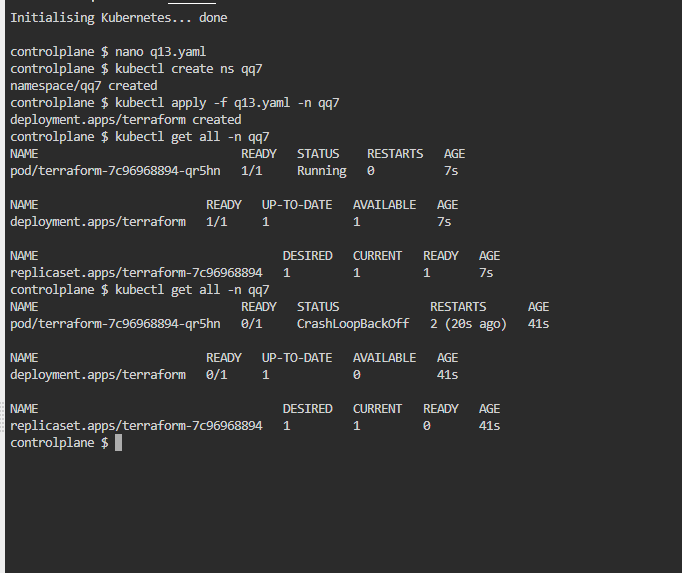 Initialising Kubernetes... done
controlplane $ nano q13.yaml
controlplane $ kubectl create ns qq7
namespace/qq7 created
controlplane $ kubectl apply -f q13.yaml -n qq7
deployment.apps/terraform created
controlplane $ kubectl get all -n qq7
NAME READY STATUS RESTARTS AGE
pod/terraform-7c96968894-qr5hn 1/1 Running 0 7s
NAME READY UP-TO-DATE AVAILABLE AGE
deployment.apps/terraform 1/1 1 1 7s
NAME DESIRED CURRENT READY AGE
replicaset.apps/terraform-7c96968894 1 1 1 7s
controlplane $ kubectl get all -n qq7
NAME READY STATUS RESTARTS AGE
pod/terraform-7c96968894-qr5hn 0/1 CrashLoopBackOff 2 (20s ago) 41s
NAME READY UP-TO-DATE AVAILABLE AGE
deployment.apps/terraform 0/1 1 0 41s
NAME DESIRED CURRENT READY AGE
replicaset.apps/terraform-7c96968894 1 1 0 41s
controlplane $